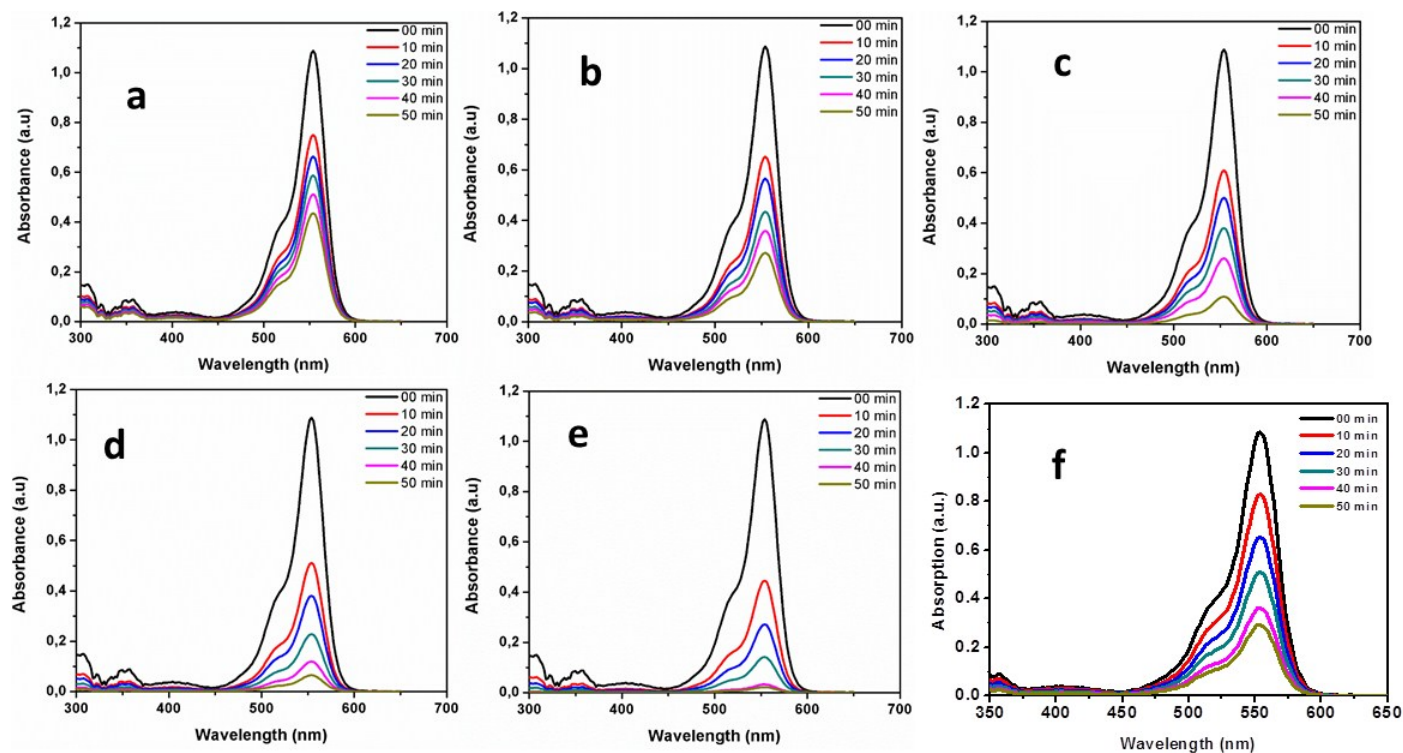 1,2
1,0
0,8
0,6
0,4
0,2
0,0
300 400 500 600 700
Absorbance (a.u)
Wavelength (nm)
a
00 min
10 min
20 min
30 min
40 min
50 min
1,2
1,0
0,8
0,6
0,4
0,2
0,0
300 400 500 600 700
Absorbance (a.u)
Wavelength (nm)
b
00 min
10 min
20 min
30 min
40 min
50 min
1,2
1,0
0,8
0,6
0,4
0,2
0,0
300 400 500 600 700
Absorbance (a.u)
Wavelength (nm)
c
00 min
10 min
20 min
30 min
40 min
50 min
1,2
1,0
0,8
0,6
0,4
0,2
0,0
300 400 500 600 700
Absorbance (a.u)
Wavelength (nm)
d
00 min
10 min
20 min
30 min
40 min
50 min
1,2
1,0
0,8
0,6
0,4
0,2
0,0
300 400 500 600 700
Absorbance (a.u)
Wavelength (nm)
e
00 min
10 min
20 min
30 min
40 min
50 min
1.2
1.0
0.8
0.6
0.4
0.2
0.0
350 400 450 500 550 600 650
Absorption (a.u.)
Wavelength (nm)
f
00 min
10 min
20 min
30 min
40 min
50 min